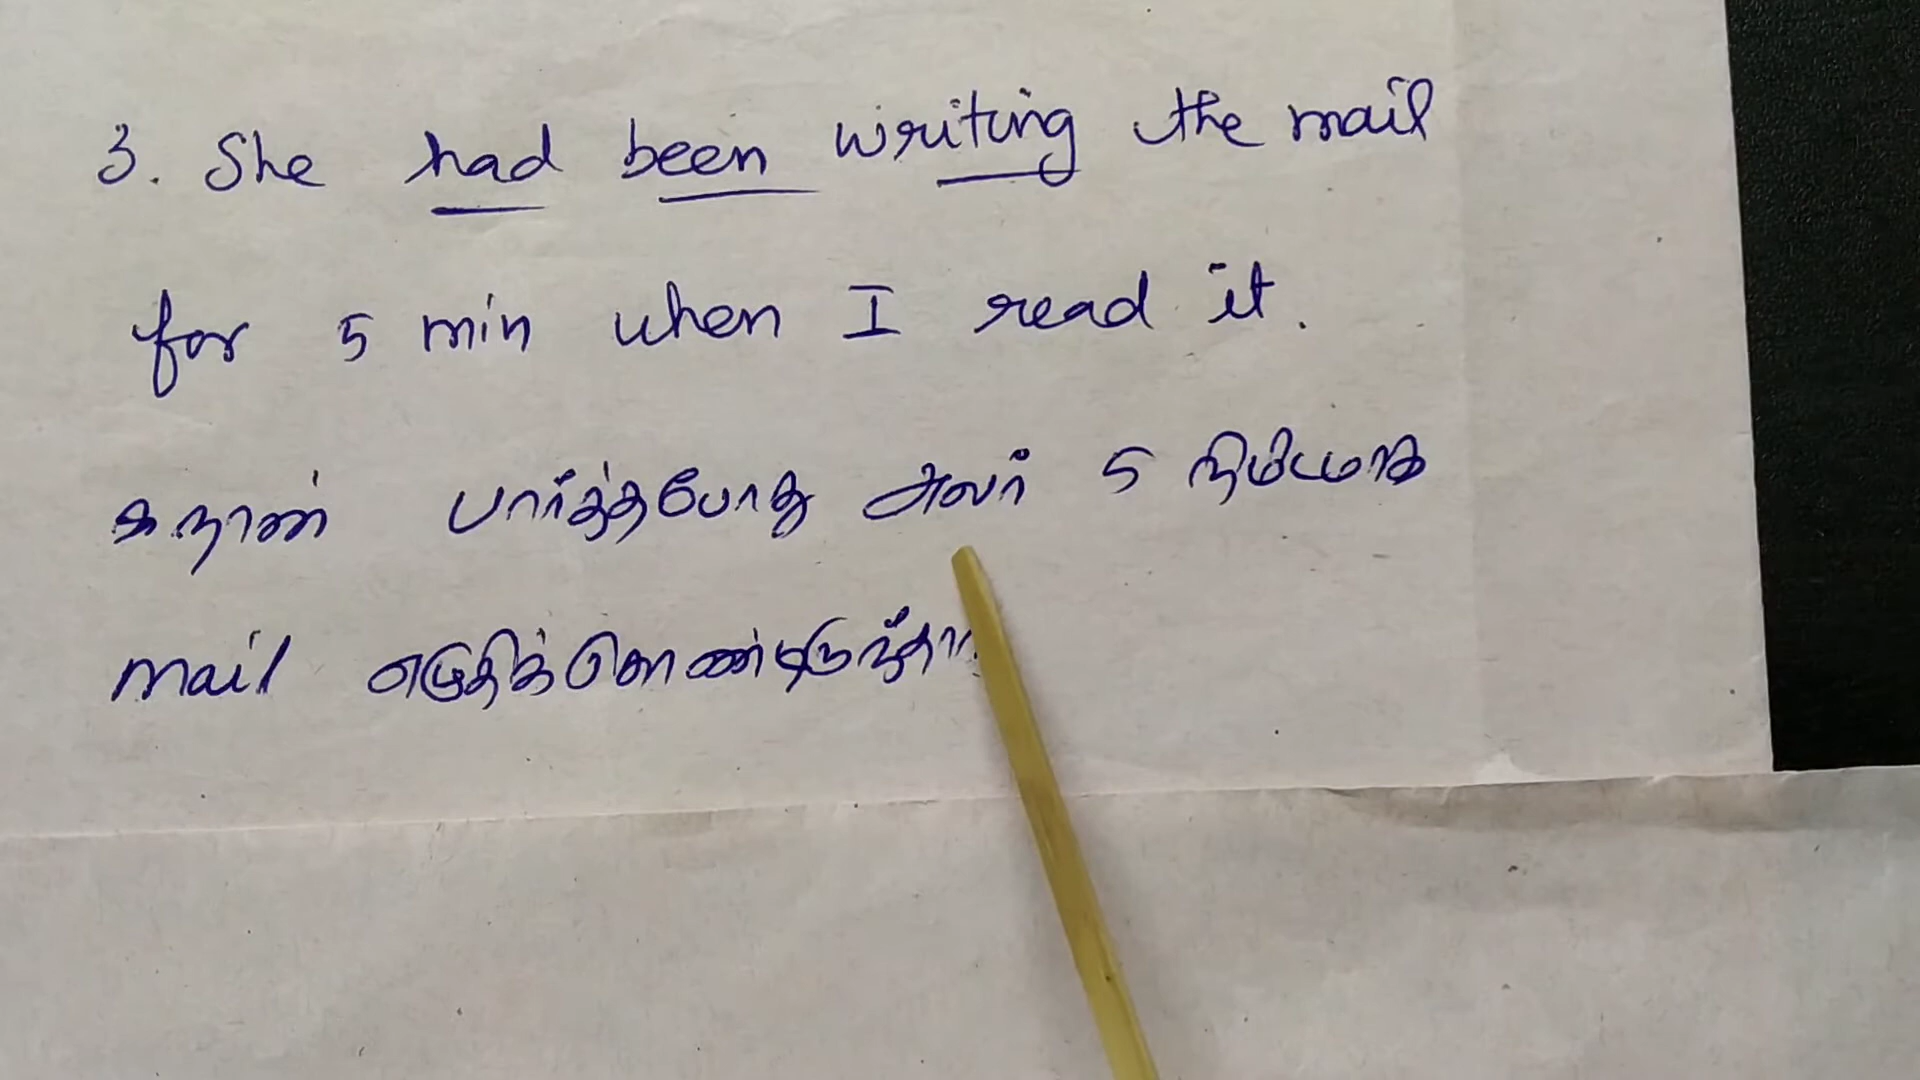 3. She had been writing the mail
for 5 min when I read it.
நான் பார்த்தபோது அவர் 5 நிமிடமாக
mail எழுதிக்கொண்டிருந்தா